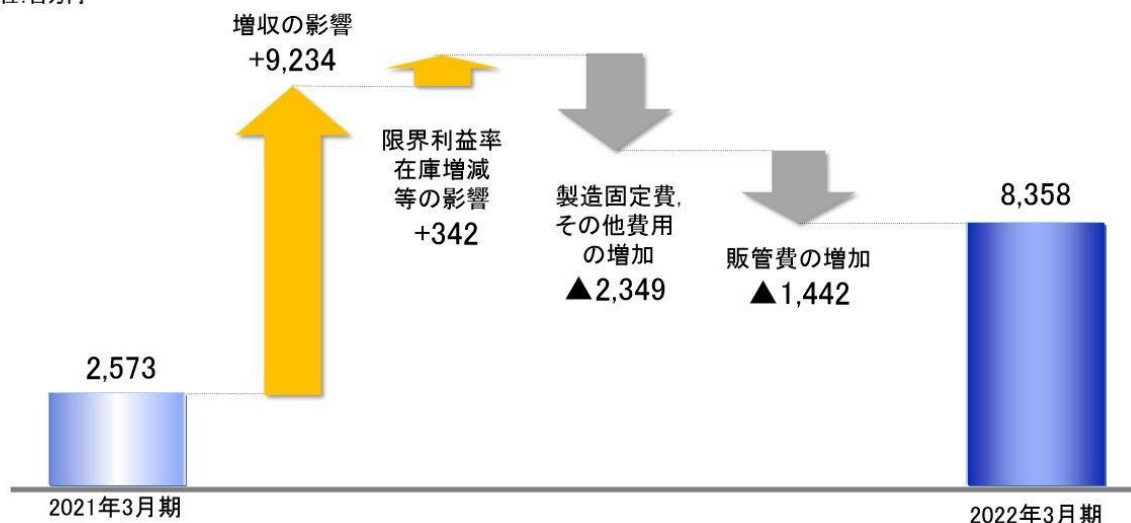 増収の影響
+9,234
限界利益率
在庫増減
等の影響
+342
製造固定費,
その他費用
の増加
▲2,349
販管費の増加
▲1,442
2,573
8,358
2021年3月期
2022年3月期